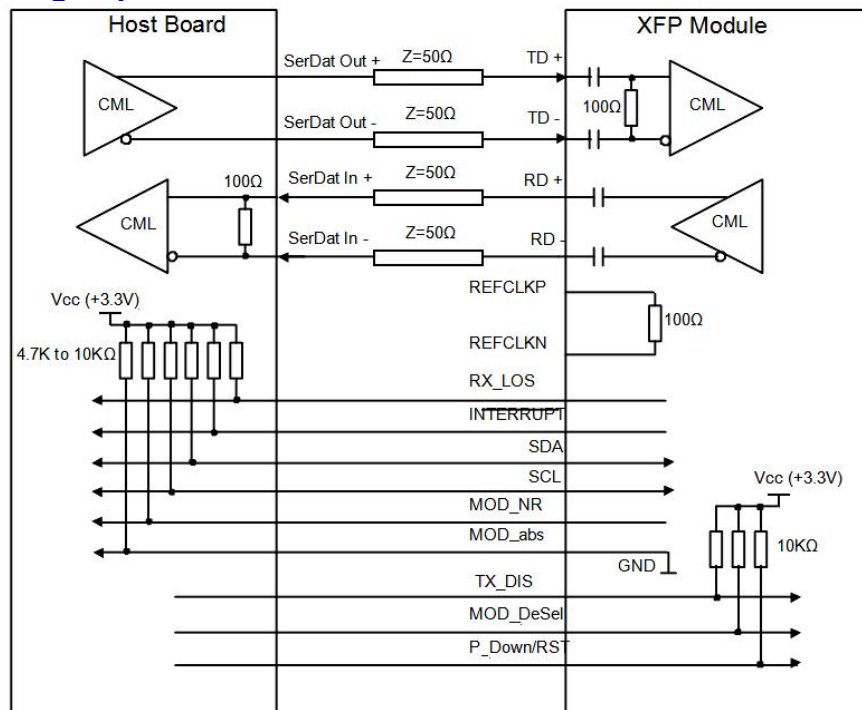 Host Board
XFP Module
SerDat Out +
Z=50Ω
TD +
CML
100Ω
CML
SerDat Out -
Z=50Ω
TD -
SerDat In +
Z=50Ω
RD +
100Ω
CML
CML
SerDat In -
Z=50Ω
RD -
REFCLKP
Vcc (+3.3V)
100Ω
4.7K to 10KΩ
REFCLKN
RX_LOS
INTERRUPT
SDA
SCL
Vcc (+3.3V)
MOD_NR
MOD_abs
10KΩ
GND
TX_DIS
MOD_DeSel
P_Down/RST